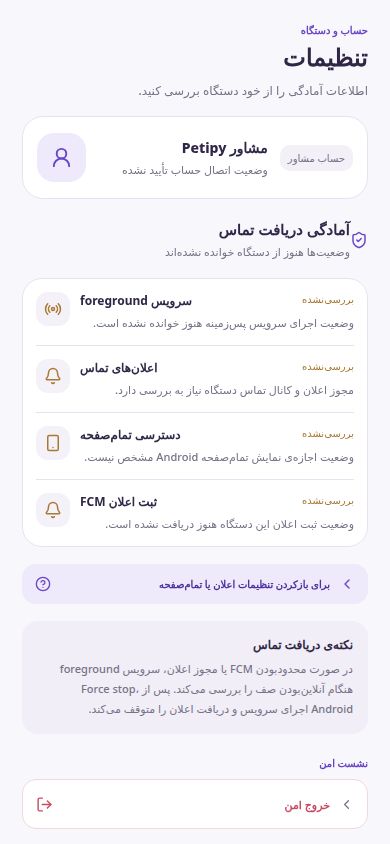 حساب و دستگاه
تنظیمات
اطلاعات آمادگی را از خود دستگاه بررسی کنید.
حساب مشاور
مشاور Petipy
وضعیت اتصال حساب تأیید نشده
آمادگی دریافت تماس
وضعیت‌ها هنوز از دستگاه خوانده نشده‌اند
بررسی‌نشده
سرویس foreground
وضعیت اجرای سرویس پس‌زمینه هنوز خوانده نشده است.
بررسی‌نشده
اعلان‌های تماس
مجوز اعلان و کانال تماس دستگاه نیاز به بررسی دارد.
بررسی‌نشده
دسترسی تمام‌صفحه
وضعیت اجازه‌ی نمایش تمام‌صفحه Android مشخص نیست.
بررسی‌نشده
ثبت اعلان FCM
وضعیت ثبت اعلان این دستگاه هنوز دریافت نشده است.
برای بازکردن تنظیمات اعلان یا تمام‌صفحه
نکته‌ی دریافت تماس
در صورت محدودبودن FCM یا مجوز اعلان، سرویس foreground
هنگام آنلاین‌بودن صف را بررسی می‌کند. پس از Force stop،
Android اجرای سرویس و دریافت اعلان را متوقف می‌کند.
نشست امن
خروج امن